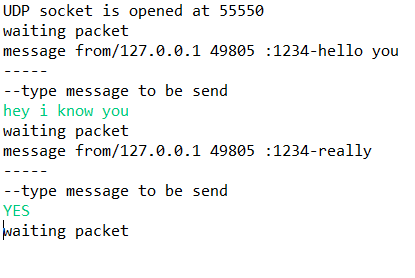 UDP socket is opened at 55550
waiting packet
message from/127.0.0.1 49805 :1234-hello you
-----
--type message to be send
hey i know you
waiting packet
message from/127.0.0.1 49805 :1234-really
-----
--type message to be send
YES
waiting packet